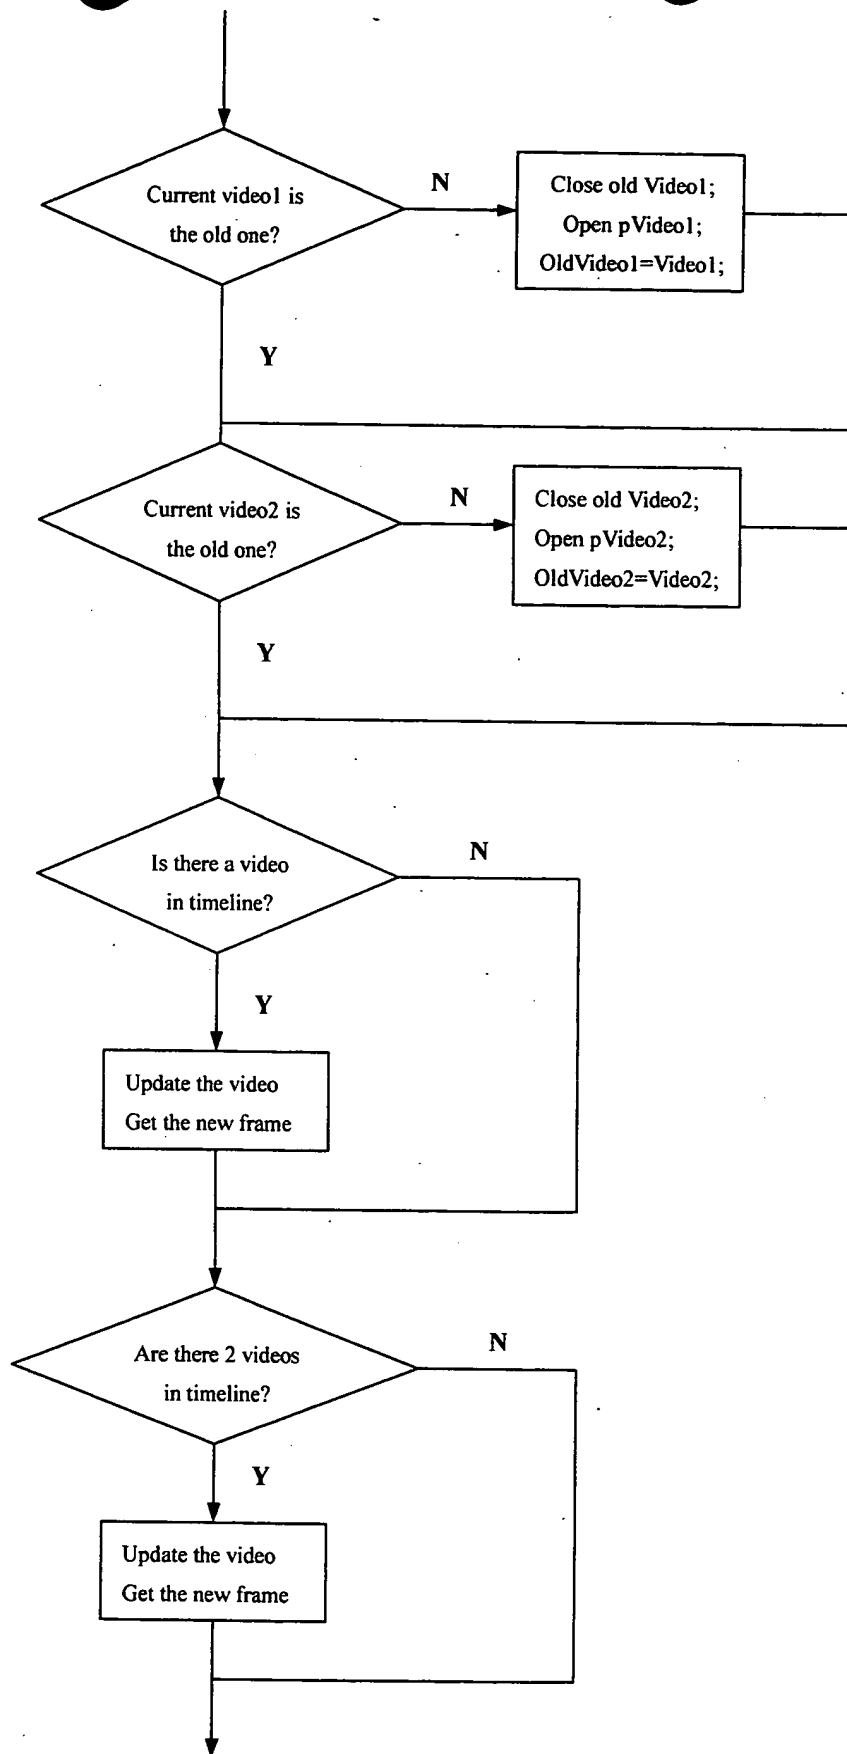 Current video1 is
the old one?
N
Close old Video1;
Open pVideo1;
OldVideo1=Video1;
Y
Current video2 is
the old one?
N
Close old Video2;
Open pVideo2;
OldVideo2=Video2;
Y
Is there a video
in timeline?
N
Y
Update the video
Get the new frame
Are there 2 videos
in timeline?
N
Y
Update the video
Get the new frame